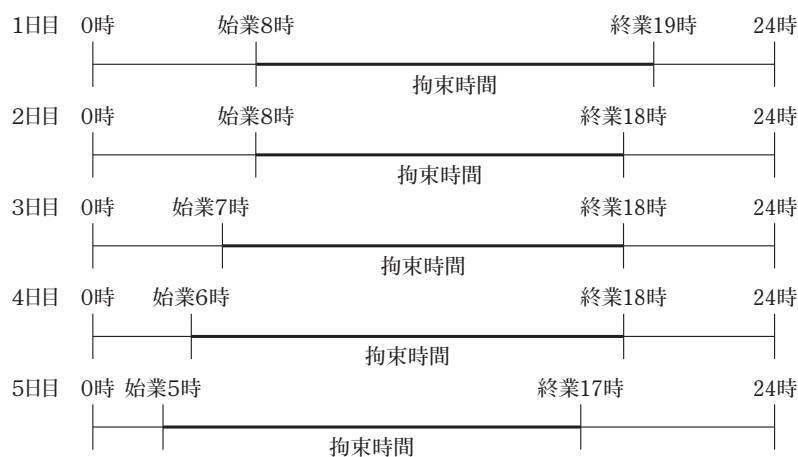 1日目 0時 始業8時 終業19時 24時
拘束時間
2日目 0時 始業8時 終業18時 24時
拘束時間
3日目 0時 始業7時 終業18時 24時
拘束時間
4日目 0時 始業6時 終業18時 24時
拘束時間
5日目 0時 始業5時 終業17時 24時
拘束時間